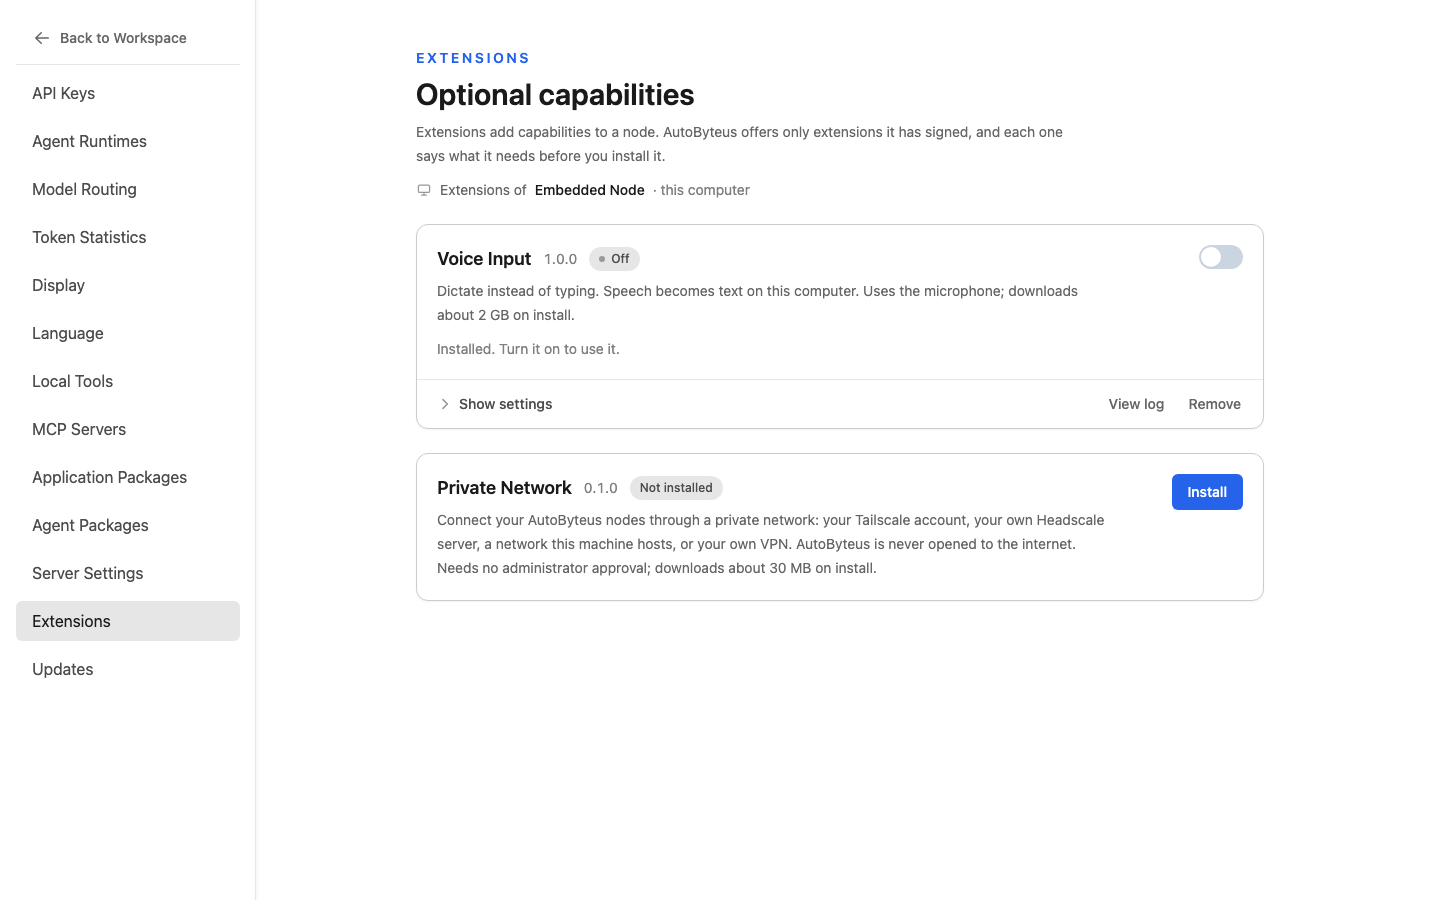 Back to Workspace
API Keys
Agent Runtimes
Model Routing
Token Statistics
Display
Language
Local Tools
MCP Servers
Application Packages
Agent Packages
Server Settings
Extensions
Updates
EXTENSIONS
Optional capabilities
Extensions add capabilities to a node. AutoByteus offers only extensions it has signed, and each one
says what it needs before you install it.
Extensions of Embedded Node · this computer
Voice Input 1.0.0 Off
Dictate instead of typing. Speech becomes text on this computer. Uses the microphone; downloads
about 2 GB on install.
Installed. Turn it on to use it.
Show settings View log Remove
Private Network 0.1.0 Not installed Install
Connect your AutoByteus nodes through a private network: your Tailscale account, your own Headscale
server, a network this machine hosts, or your own VPN. AutoByteus is never opened to the internet.
Needs no administrator approval; downloads about 30 MB on install.